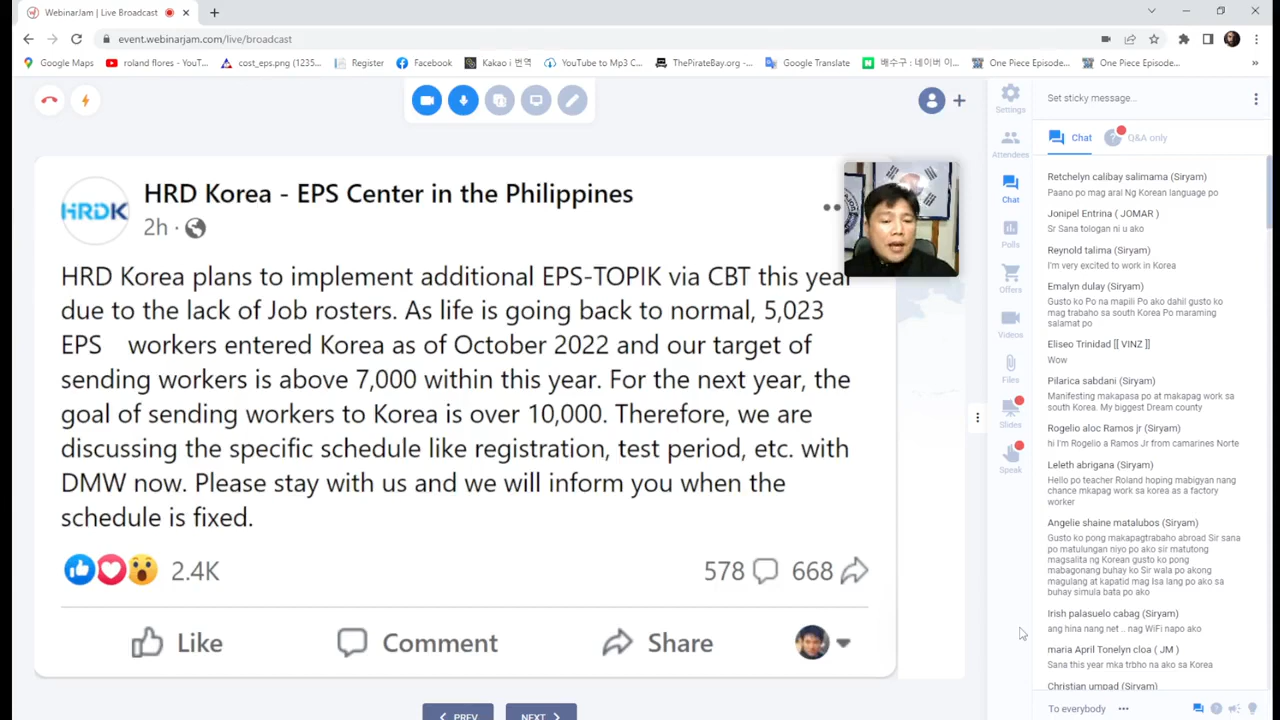 WebinarJam | Live Broadcast
event.webinarjam.com/live/broadcast
Google Maps
roland flores - YouT...
cost_eps.png (1235...
Register
Facebook
Kakao i 번역
YouTube to Mp3 C...
ThePirateBay.org -...
Google Translate
배수구 : 네이버 이...
One Piece Episode...
One Piece Episode...
HRDK
HRD Korea - EPS Center in the Philippines
2h ·
HRD Korea plans to implement additional EPS-TOPIK via CBT this year
due to the lack of Job rosters. As life is going back to normal, 5,023
EPS workers entered Korea as of October 2022 and our target of
sending workers is above 7,000 within this year. For the next year, the
goal of sending workers to Korea is over 10,000. Therefore, we are
discussing the specific schedule like registration, test period, etc. with
DMW now. Please stay with us and we will inform you when the
schedule is fixed.
2.4K
578
668
Like
Comment
Share
PREV
NEXT
Settings
Attendees
Chat
Polls
Offers
Videos
Files
Slides
Speak
Set sticky message...
Chat
Q&A only
Retchelyn calibay salimama (Siryam)
Paano po mag aral Ng Korean language po
Jonipel Entrina ( JOMAR )
Sr Sana tologan ni u ako
Reynold talima (Siryam)
I'm very excited to work in Korea
Emalyn dulay (Siryam)
Gusto ko Po na mapili Po ako dahil gusto ko
mag trabaho sa south Korea Po maraming
salamat po
Eliseo Trinidad [[ VINZ ]]
Wow
Pilarica sabdani (Siryam)
Manifesting makapasa po at makapag work sa
south Korea. My biggest Dream county
Rogelio aloc Ramos jr (Siryam)
hi I'm Rogelio a Ramos Jr from camarines Norte
Leleth abrigana (Siryam)
Hello po teacher Roland hoping mabigyan nang
chance mkapag work sa korea as a factory
worker
Angelie shaine matalubos (Siryam)
Gusto ko pong makapagtrabaho abroad Sir sana
po matulungan niyo po ako sir matutong
magsalita ng Korean gusto ko pong
mabagonang buhay ko Sir wala po akong
magulang at kapatid mag Isa lang po ako sa
buhay simula bata po ako
Irish palasuelo cabag (Siryam)
ang hina nang net .. nag WiFi napo ako
maria April Tonelyn cloa ( JM )
Sana this year mka trbho na ako sa Korea
Christian umpad (Siryam)
To everybody